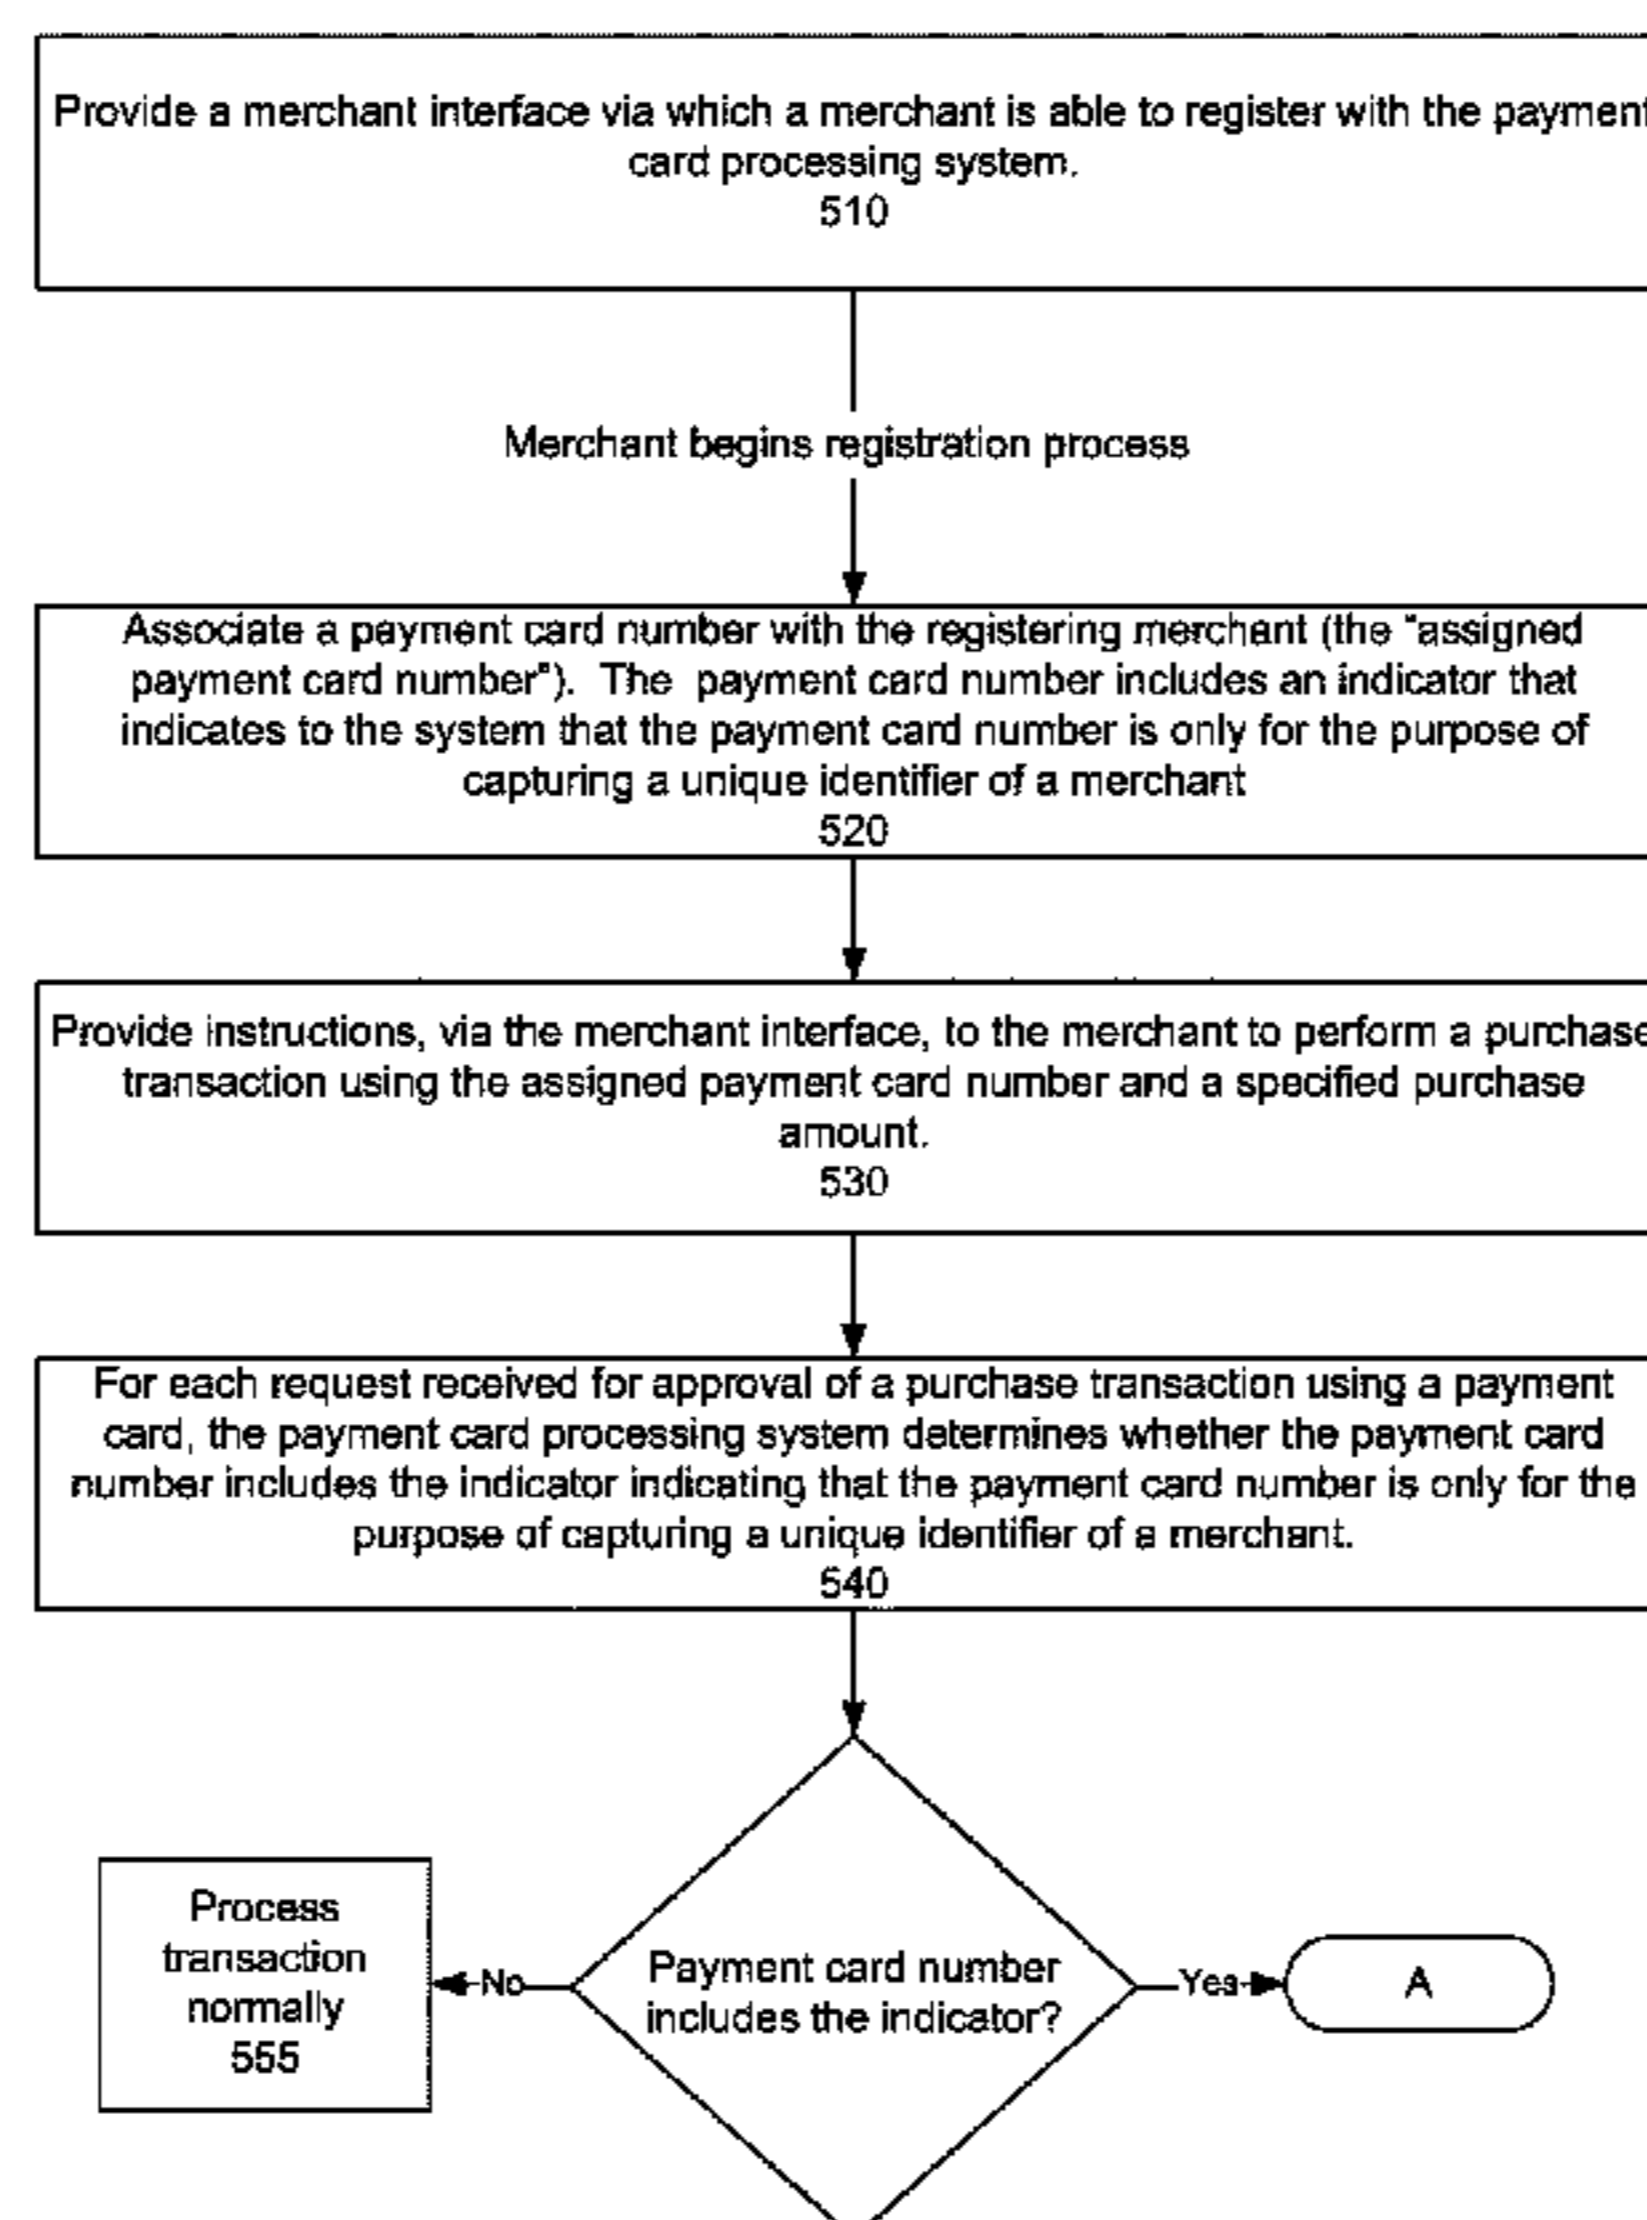 Provide a merchant interface via which a merchant is able to register with the payment
card processing system.
510
Merchant begins registration process
Associate a payment card number with the registering merchant (the "assigned
payment card number"). The payment card number includes an indicator that
indicates to the system that the payment card number is only for the purpose of
capturing a unique identifier of a merchant
520
Provide instructions, via the merchant interface, to the merchant to perform a purchase
transaction using the assigned payment card number and a specified purchase
amount.
530
For each request received for approval of a purchase transaction using a payment
card, the payment card processing system determines whether the payment card
number includes the indicator indicating that the payment card number is only for the
purpose of capturing a unique identifier of a merchant.
540
Process
transaction
normally
555
No
Payment card number
includes the indicator?
Yes
A